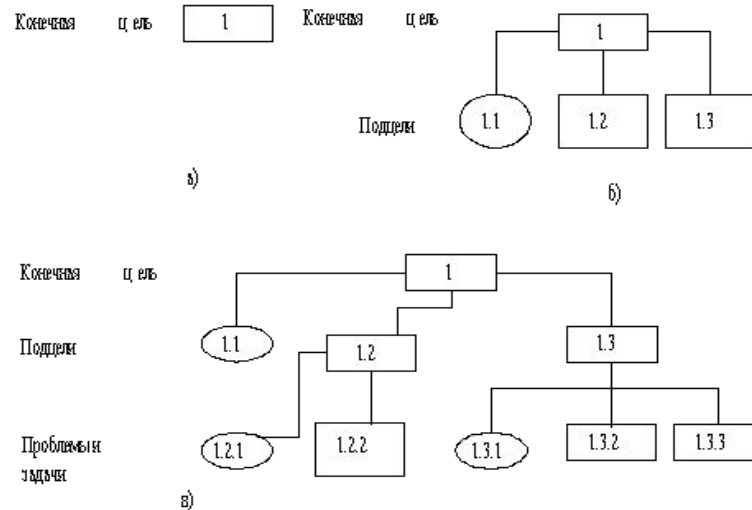 Конечная цель 1
Конечная цель 1
Подцели 1.1 1.2 1.3
а)
б)
Конечная цель 1
Подцели 1.1 1.2 1.3
Проблемы и 1.2.1 1.2.2 1.3.1 1.3.2 1.3.3
задачи
в)